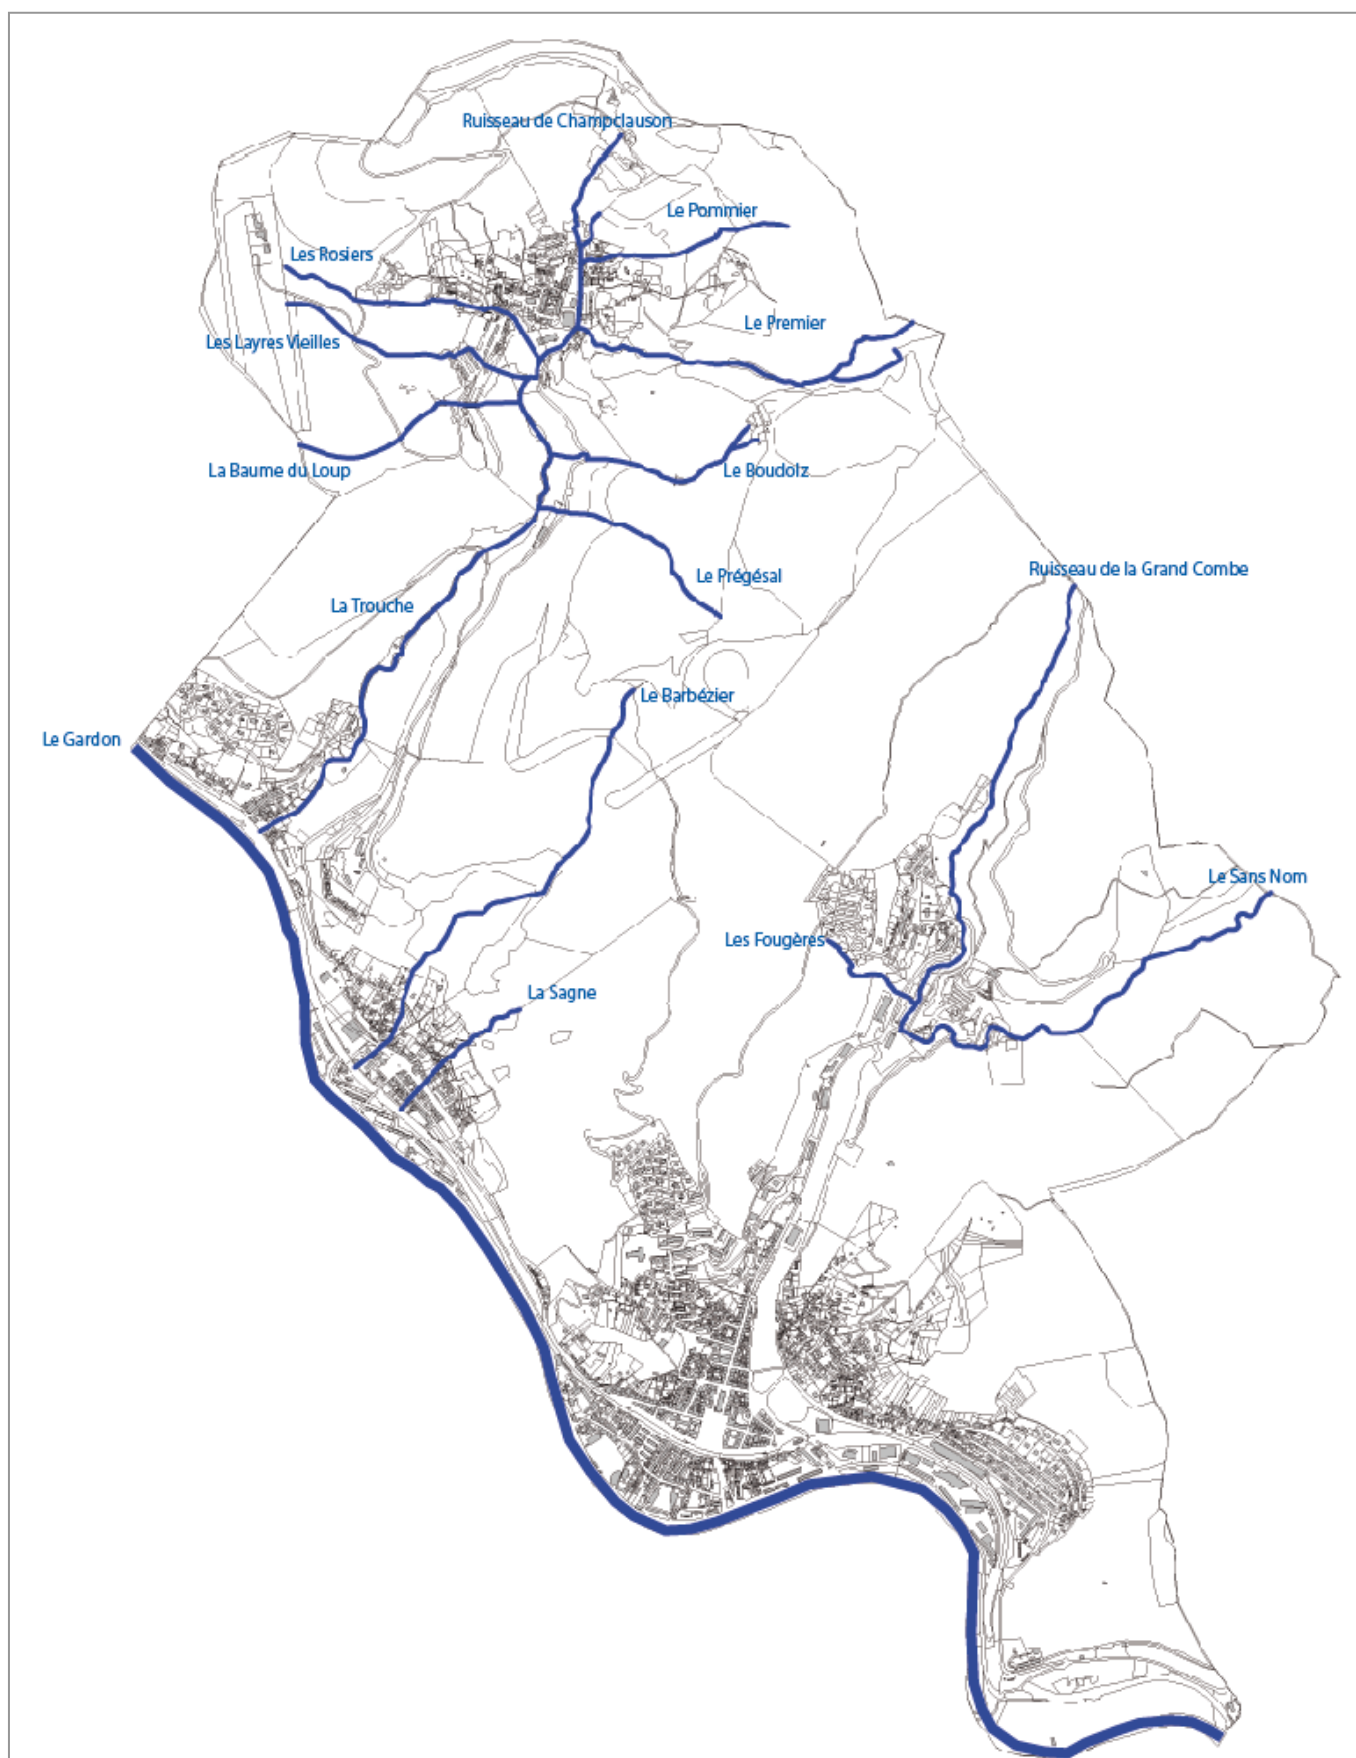 Ruisseau de Champclauson
Le Pommier
Les Rosiers
Le Premier
Les Layres Vieilles
La Baume du Loup
Le Boudolz
Ruisseau de la Grand Combe
Le Prégésal
La Trouche
Le Barbézier
Le Gardon
Le Sans Nom
Les Fougères
La Sagne